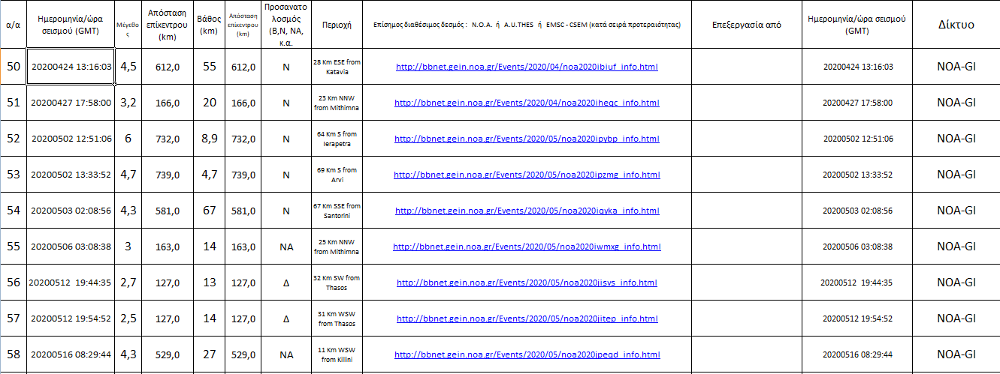 α/α Ημερομηνία/ώρα σεισμού (GMT) Μέγεθος Απόσταση επίκεντρου (km) Βάθος (km) Απόσταση επίκεντρου (km) Προσανατολοσμός (Β,Ν, ΝΑ, κ.α. Περιοχή Επίσημος διαθέσιμος δεσμός : N.O.A. ή A.U.THES ή EMSC - CSEM (κατά σειρά προτεραιότητας) Επεξεργασία από Ημερομηνία/ώρα σεισμού (GMT) Δίκτυο
50 20200424 13:16:03 4,5 612,0 55 612,0 Ν 28 Km ESE from Katavia http://bbnet.gein.noa.gr/Events/2020/04/noa2020ibiuf_info.html 20200424 13:16:03 NOA-GI
51 20200427 17:58:00 3,2 166,0 20 166,0 Ν 23 Km NNW from Mithimna http://bbnet.gein.noa.gr/Events/2020/04/noa2020iheqc_info.html 20200427 17:58:00 NOA-GI
52 20200502 12:51:06 6 732,0 8,9 732,0 Ν 64 Km S from Ierapetra http://bbnet.gein.noa.gr/Events/2020/05/noa2020ipybp_info.html 20200502 12:51:06 NOA-GI
53 20200502 13:33:52 4,7 739,0 4,7 739,0 Ν 69 Km S from Arvi http://bbnet.gein.noa.gr/Events/2020/05/noa2020ipzmg_info.html 20200502 13:33:52 NOA-GI
54 20200503 02:08:56 4,3 581,0 67 581,0 Ν 67 Km SSE from Santorini http://bbnet.gein.noa.gr/Events/2020/05/noa2020iqyka_info.html 20200503 02:08:56 NOA-GI
55 20200506 03:08:38 3 163,0 14 163,0 ΝΑ 25 Km NNW from Mithimna http://bbnet.gein.noa.gr/Events/2020/05/noa2020iwmxg_info.html 20200506 03:08:38 NOA-GI
56 20200512 19:44:35 2,7 127,0 13 127,0 Δ 32 Km SW from Thasos http://bbnet.gein.noa.gr/Events/2020/05/noa2020jisvs_info.html 20200512 19:44:35 NOA-GI
57 20200512 19:54:52 2,5 127,0 14 127,0 Δ 31 Km WSW from Thasos http://bbnet.gein.noa.gr/Events/2020/05/noa2020jitep_info.html 20200512 19:54:52 NOA-GI
58 20200516 08:29:44 4,3 529,0 27 529,0 ΝΑ 11 Km WSW from Killini http://bbnet.gein.noa.gr/Events/2020/05/noa2020jpeqd_info.html 20200516 08:29:44 NOA-GI